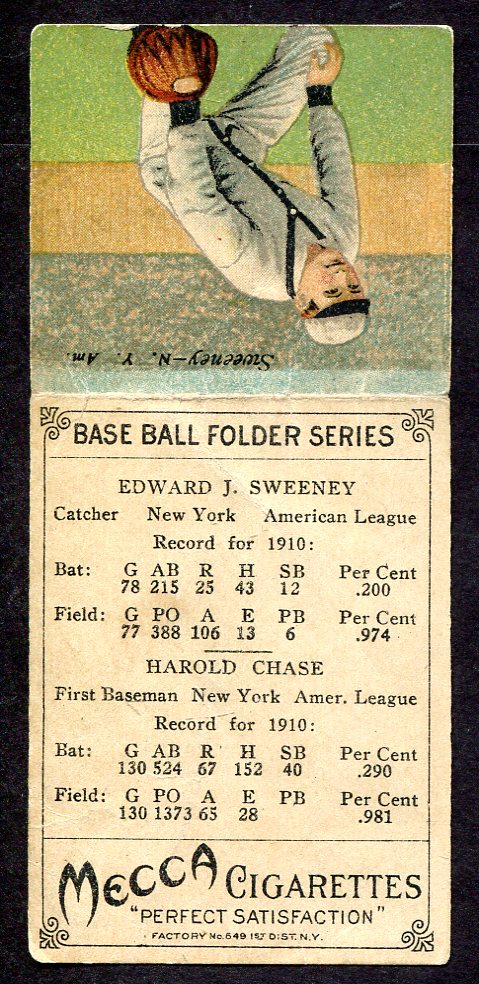 Sweeney—N. Y. Am.
BASE BALL FOLDER SERIES
EDWARD J. SWEENEY
Catcher New York American League
Record for 1910:
Bat: G AB R H SB Per Cent
78 215 25 43 12 .200
Field: G PO A E PB Per Cent
77 388 106 13 6 .974
HAROLD CHASE
First Baseman New York Amer. League
Record for 1910:
Bat: G AB R H SB Per Cent
130 524 67 152 40 .290
Field: G PO A E PB Per Cent
130 1373 65 28 .981
MECCA CIGARETTES
"PERFECT SATISFACTION"
FACTORY No. 649 1ST DIST. N.Y.